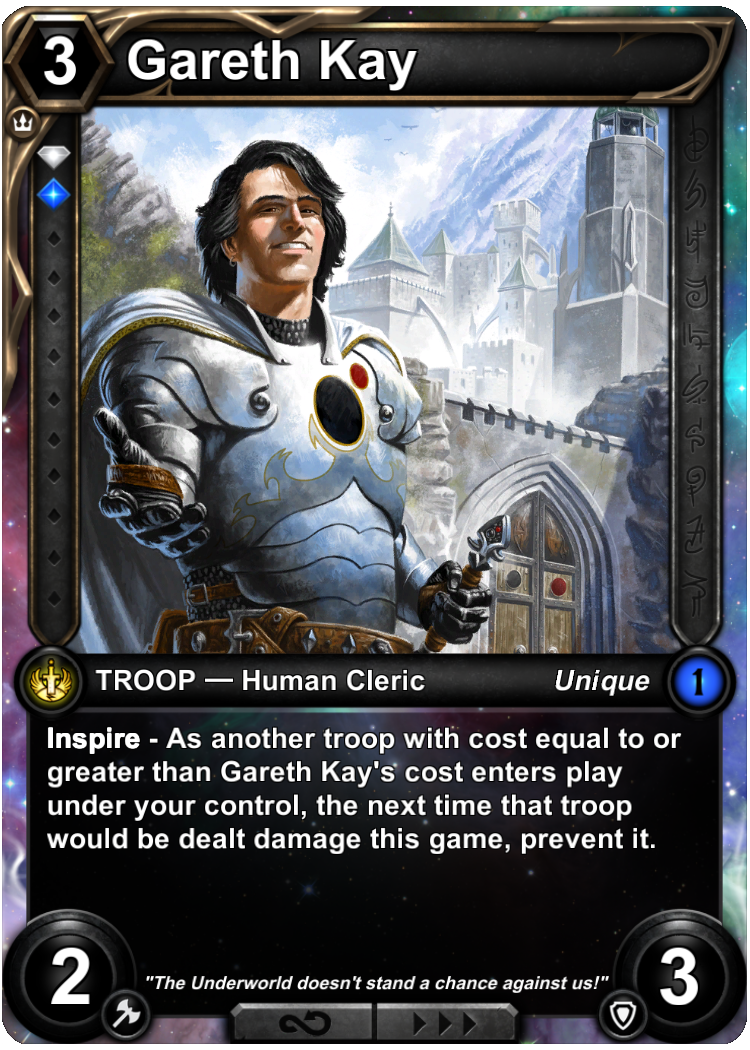 3
Gareth Kay
TROOP — Human Cleric
Unique
1
Inspire - As another troop with cost equal to or
greater than Gareth Kay's cost enters play
under your control, the next time that troop
would be dealt damage this game, prevent it.
2
"The Underworld doesn't stand a chance against us!"
3